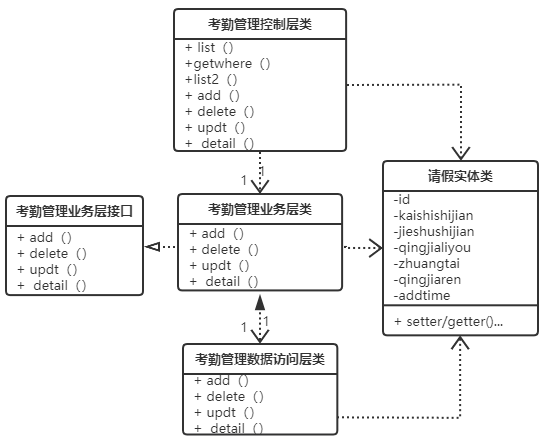 考勤管理控制层类
+ list（）
+getwhere（）
+list2（）
+ add（）
+ delete（）
+ updt（）
+ detail（）
1
1
考勤管理业务层接口
+ add（）
+ delete（）
+ updt（）
+ detail（）
考勤管理业务层类
+ add（）
+ delete（）
+ updt（）
+ detail（）
请假实体类
-id
-kaishishijian
-jieshushijian
-qingjialiyou
-zhuangtai
-qingjiaren
-addtime
+ setter/getter()...
1
1
考勤管理数据访问层类
+ add（）
+ delete（）
+ updt（）
+ detail（）